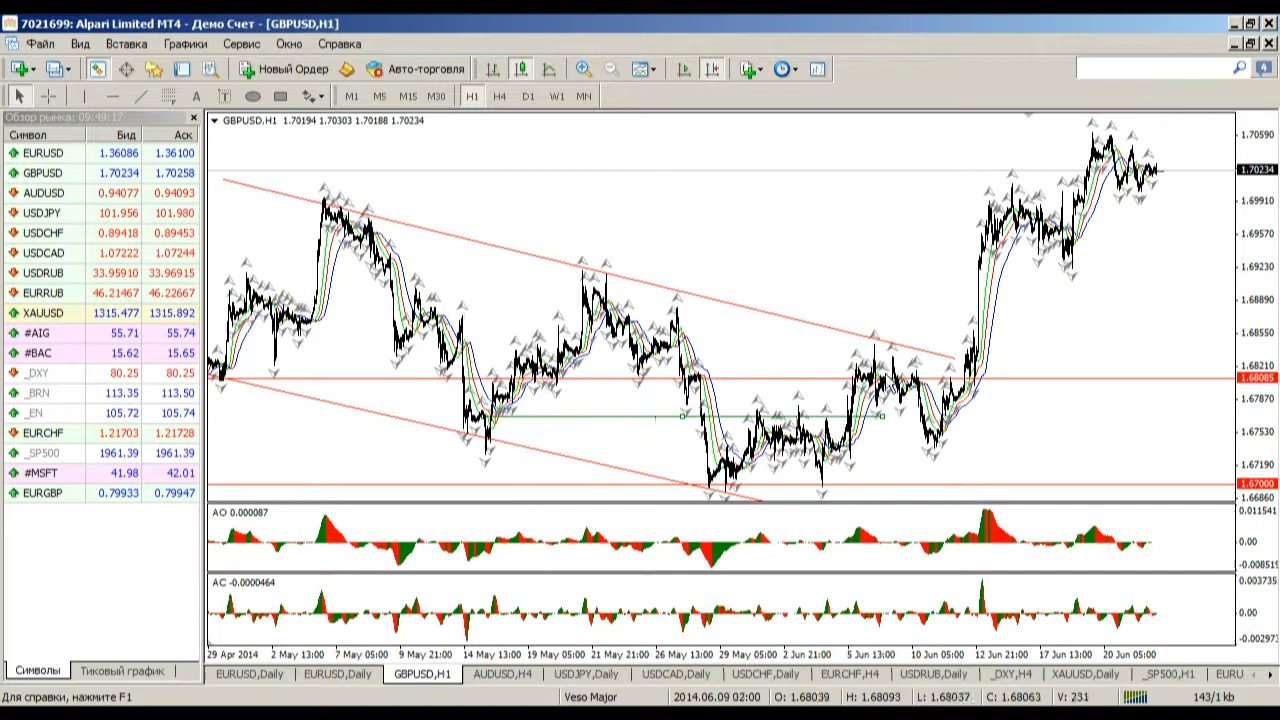 7021699: Alpari Limited MT4 - Демо Счет - [GBPUSD,H1]
Файл Вид Вставка Графики Сервис Окно Справка
Новый Ордер Авто-торговля
A T M1 M5 M15 M30 H1 H4 D1 W1 MN
Обзор рынка: 09:49:17
Символ Бид Аск
EURUSD 1.36086 1.36100
GBPUSD 1.70234 1.70258
AUDUSD 0.94077 0.94093
USDJPY 101.956 101.980
USDCHF 0.89418 0.89453
USDCAD 1.07222 1.07244
USDRUB 33.95910 33.96915
EURRUB 46.21467 46.22667
XAUUSD 1315.477 1315.892
#AIG 55.71 55.74
#BAC 15.62 15.65
_DXY 80.25 80.25
_BRN 113.35 113.50
_EN 105.72 105.74
EURCHF 1.21703 1.21728
_SP500 1961.39 1961.39
#MSFT 41.98 42.01
EURGBP 0.79933 0.79947
Символы Тиковый график
GBPUSD,H1 1.70194 1.70303 1.70188 1.70234
1.70590
1.70234
1.69910
1.69570
1.69230
1.68890
1.68550
1.68210
1.68085
1.67870
1.67530
1.67190
1.67000
1.66860
AO 0.000087
0.011541
0.00
-0.008519
AC -0.0000464
0.003735
0.00
-0.002973
29 Apr 2014 2 May 13:00 7 May 05:00 9 May 21:00 14 May 13:00 19 May 05:00 21 May 21:00 26 May 13:00 29 May 05:00 2 Jun 21:00 5 Jun 13:00 10 Jun 05:00 12 Jun 21:00 17 Jun 13:00 20 Jun 05:00
EURUSD,Daily EURUSD,Daily GBPUSD,H1 AUDUSD,H4 USDJPY,Daily USDCAD,Daily USDCHF,Daily EURCHF,H4 USDRUB,Daily _DXY,H4 XAUUSD,Daily _SP500,H1 EURU
Для справки, нажмите F1 Veso Major 2014.06.09 02:00 O: 1.68039 H: 1.68093 L: 1.68037 C: 1.68063 V: 231 143/1 kb